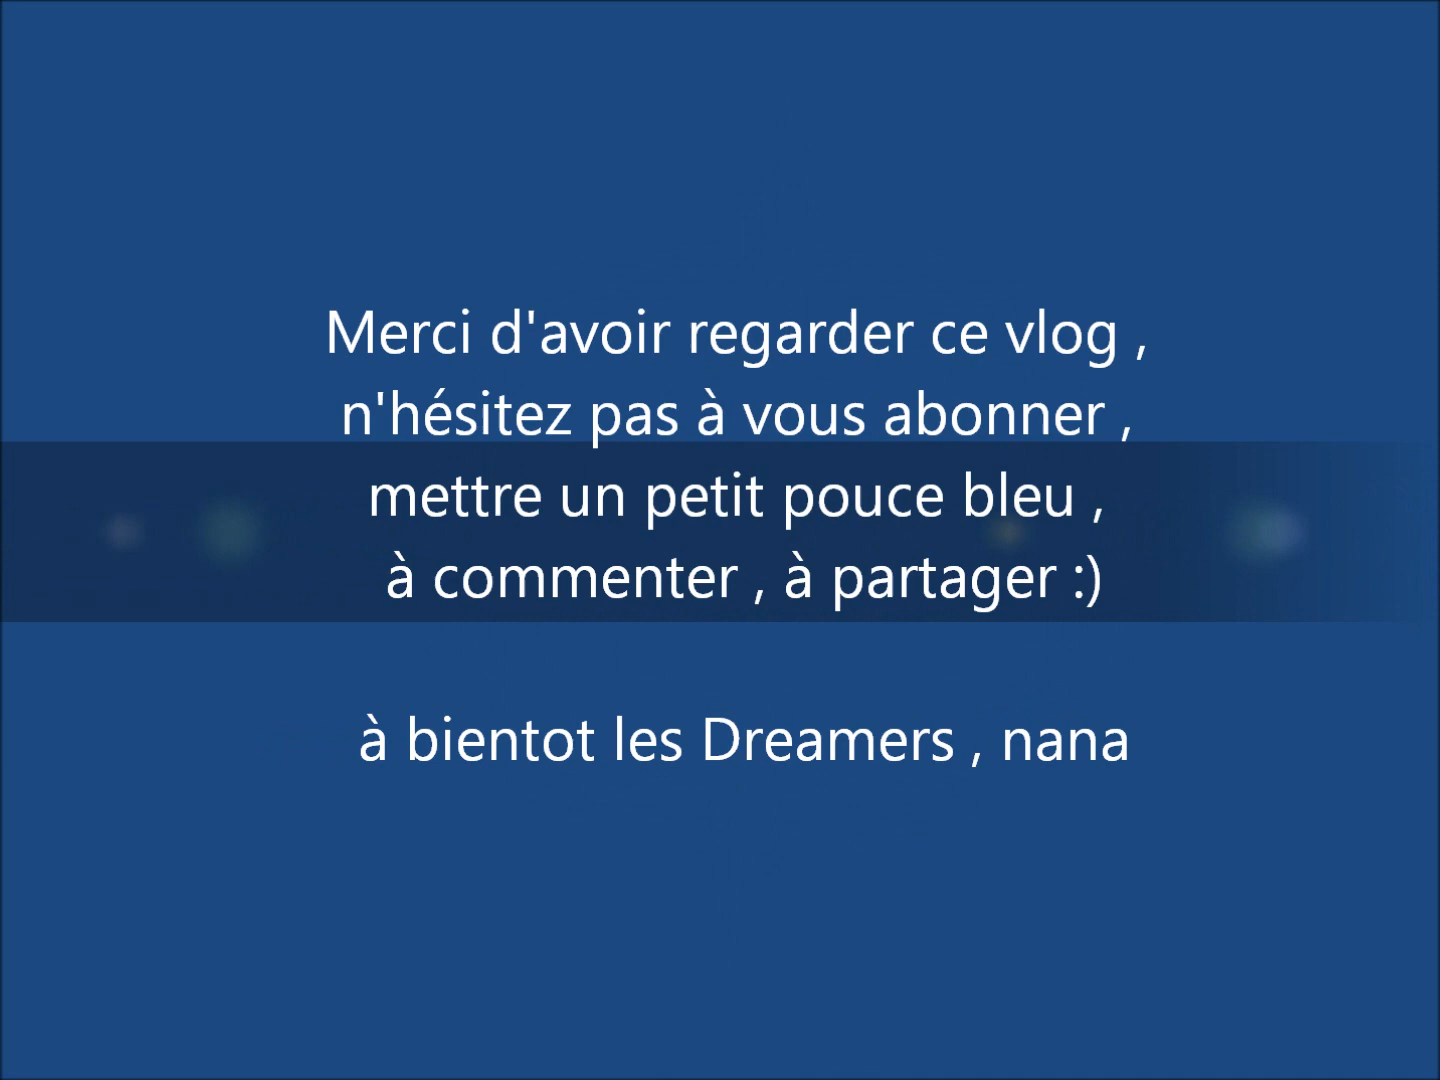 Merci d'avoir regarder ce vlog ,
n'hésitez pas à vous abonner ,
mettre un petit pouce bleu ,
à commenter , à partager :)
à bientot les Dreamers , nana